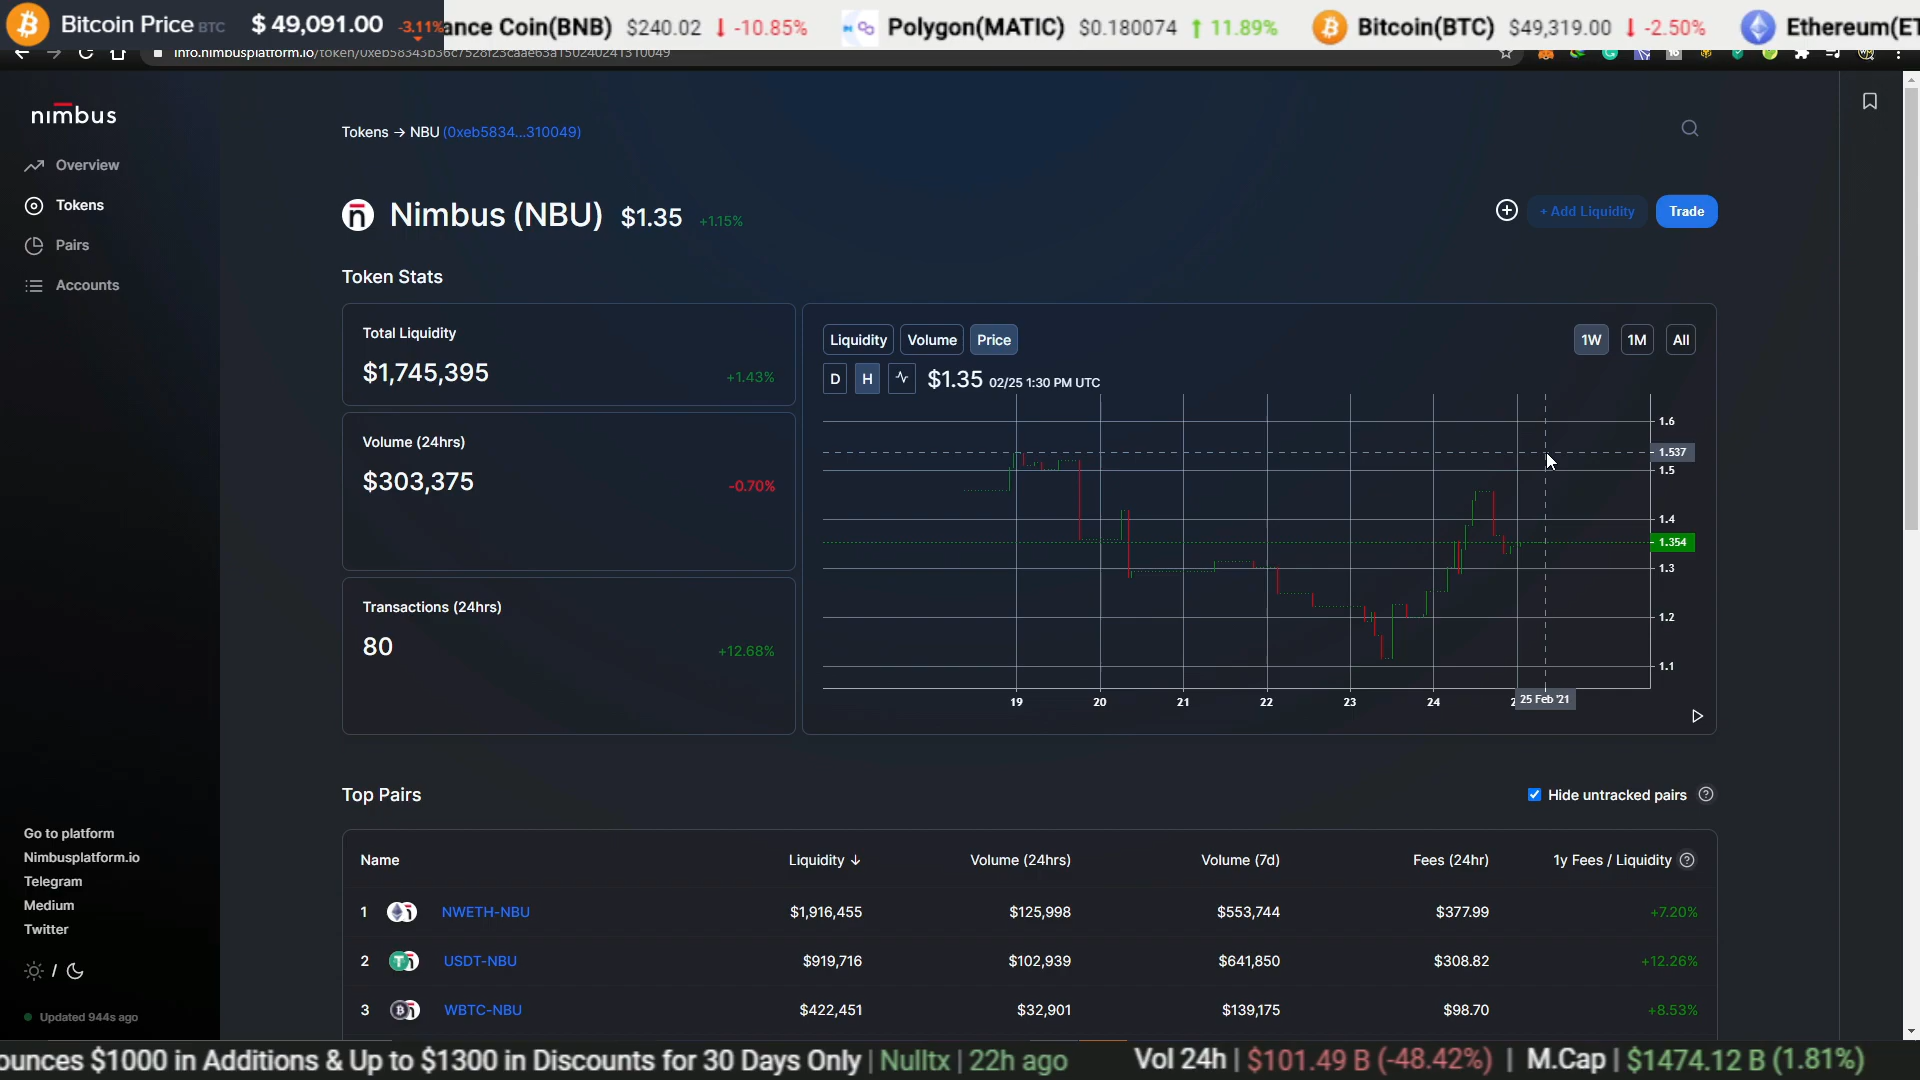 Bitcoin Price BTC $ 49,091.00 -3.11%
ance Coin(BNB) $240.02 -10.85% Polygon(MATIC) $0.180074 11.89% Bitcoin(BTC) $49,319.00 -2.50% Ethereum(ET
nimbus
Overview
Tokens
Pairs
Accounts
Tokens → NBU (0xeb5834...310049)
Nimbus (NBU) $1.35 +1.15%
+ Add Liquidity Trade
Token Stats
Total Liquidity
$1,745,395 +1.43%
Volume (24hrs)
$303,375 -0.70%
Transactions (24hrs)
80 +12.68%
Liquidity Volume Price 1W 1M All
D H $1.35 02/25 1:30 PM UTC
1.6
1.537
1.5
1.4
1.354
1.3
1.2
1.1
19 20 21 22 23 24 25 Feb '21
Top Pairs Hide untracked pairs ?
Name Liquidity ↓ Volume (24hrs) Volume (7d) Fees (24hr) 1y Fees / Liquidity ?
1 NWETH-NBU $1,916,455 $125,998 $553,744 $377.99 +7.20%
2 USDT-NBU $919,716 $102,939 $641,850 $308.82 +12.26%
3 WBTC-NBU $422,451 $32,901 $139,175 $98.70 +8.53%
Go to platform
Nimbusplatform.io
Telegram
Medium
Twitter
/
Updated 944s ago
ounces $1000 in Additions & Up to $1300 in Discounts for 30 Days Only | Nulltx | 22h ago Vol 24h | $101.49 B (-48.42%) | M.Cap | $1474.12 B (1.81%)